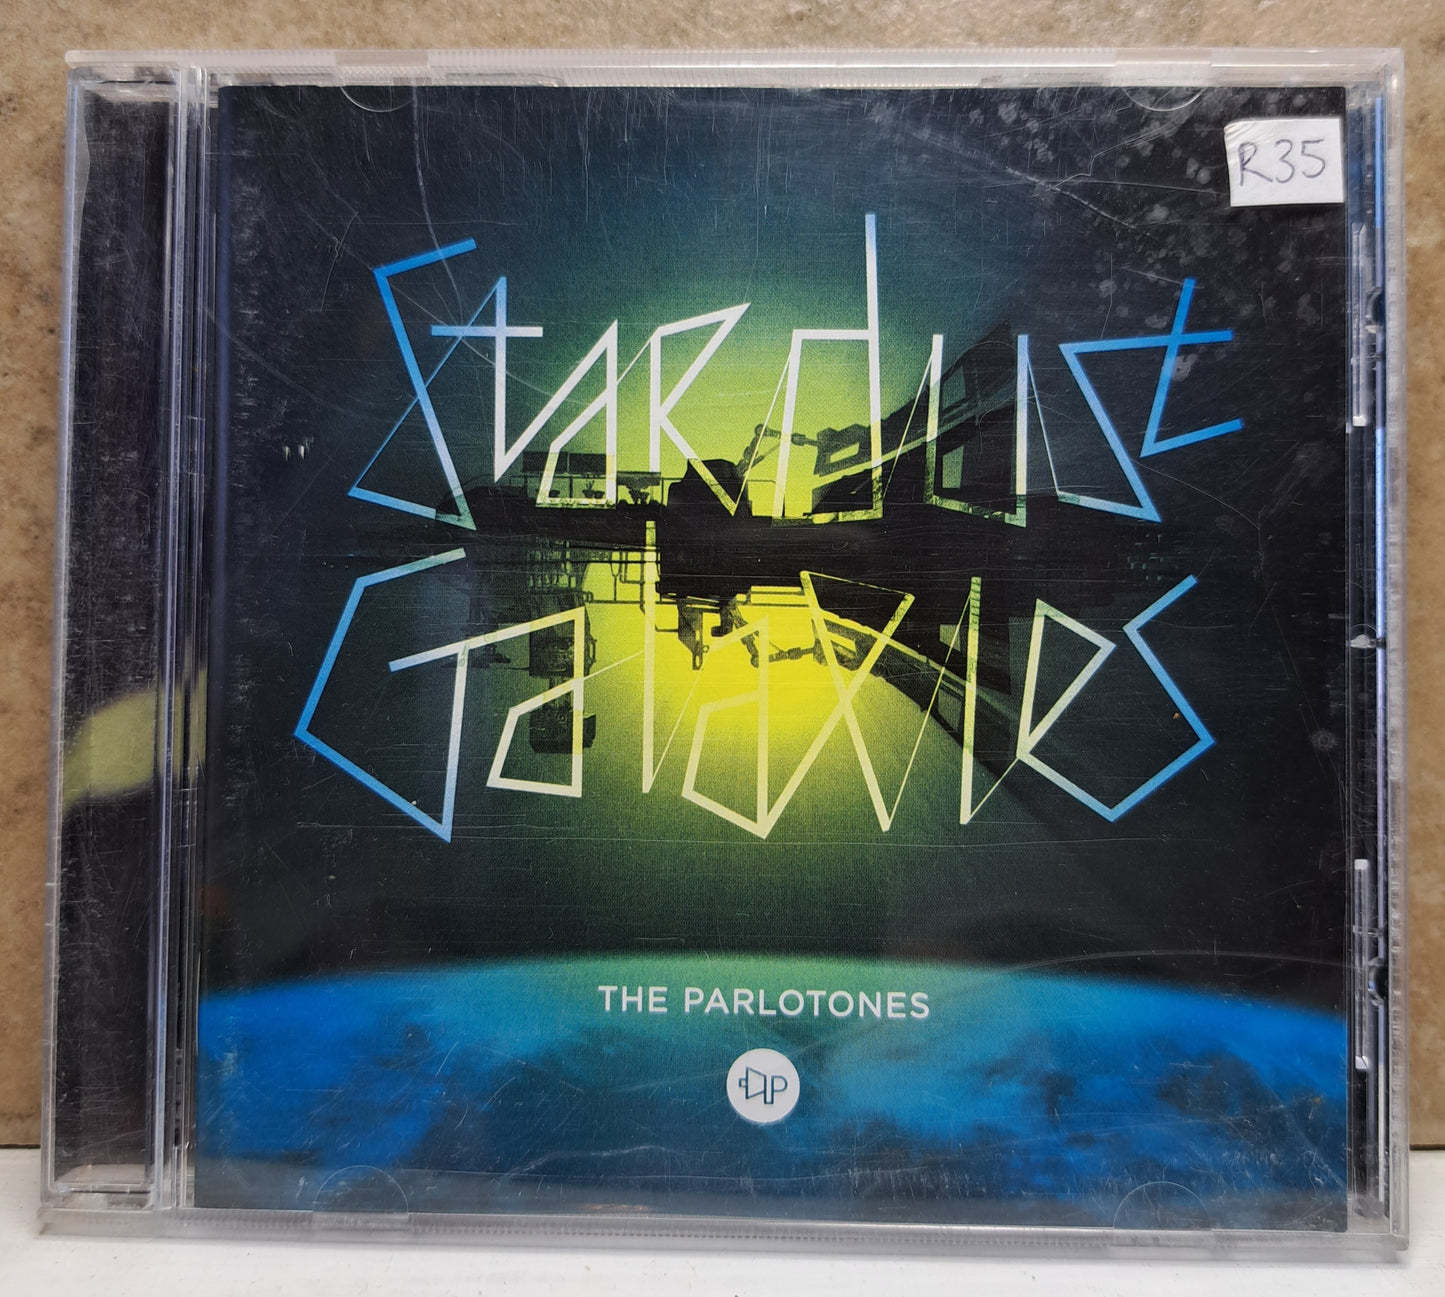 R35
Stardust
Galaxies
THE PARLOTONES
P